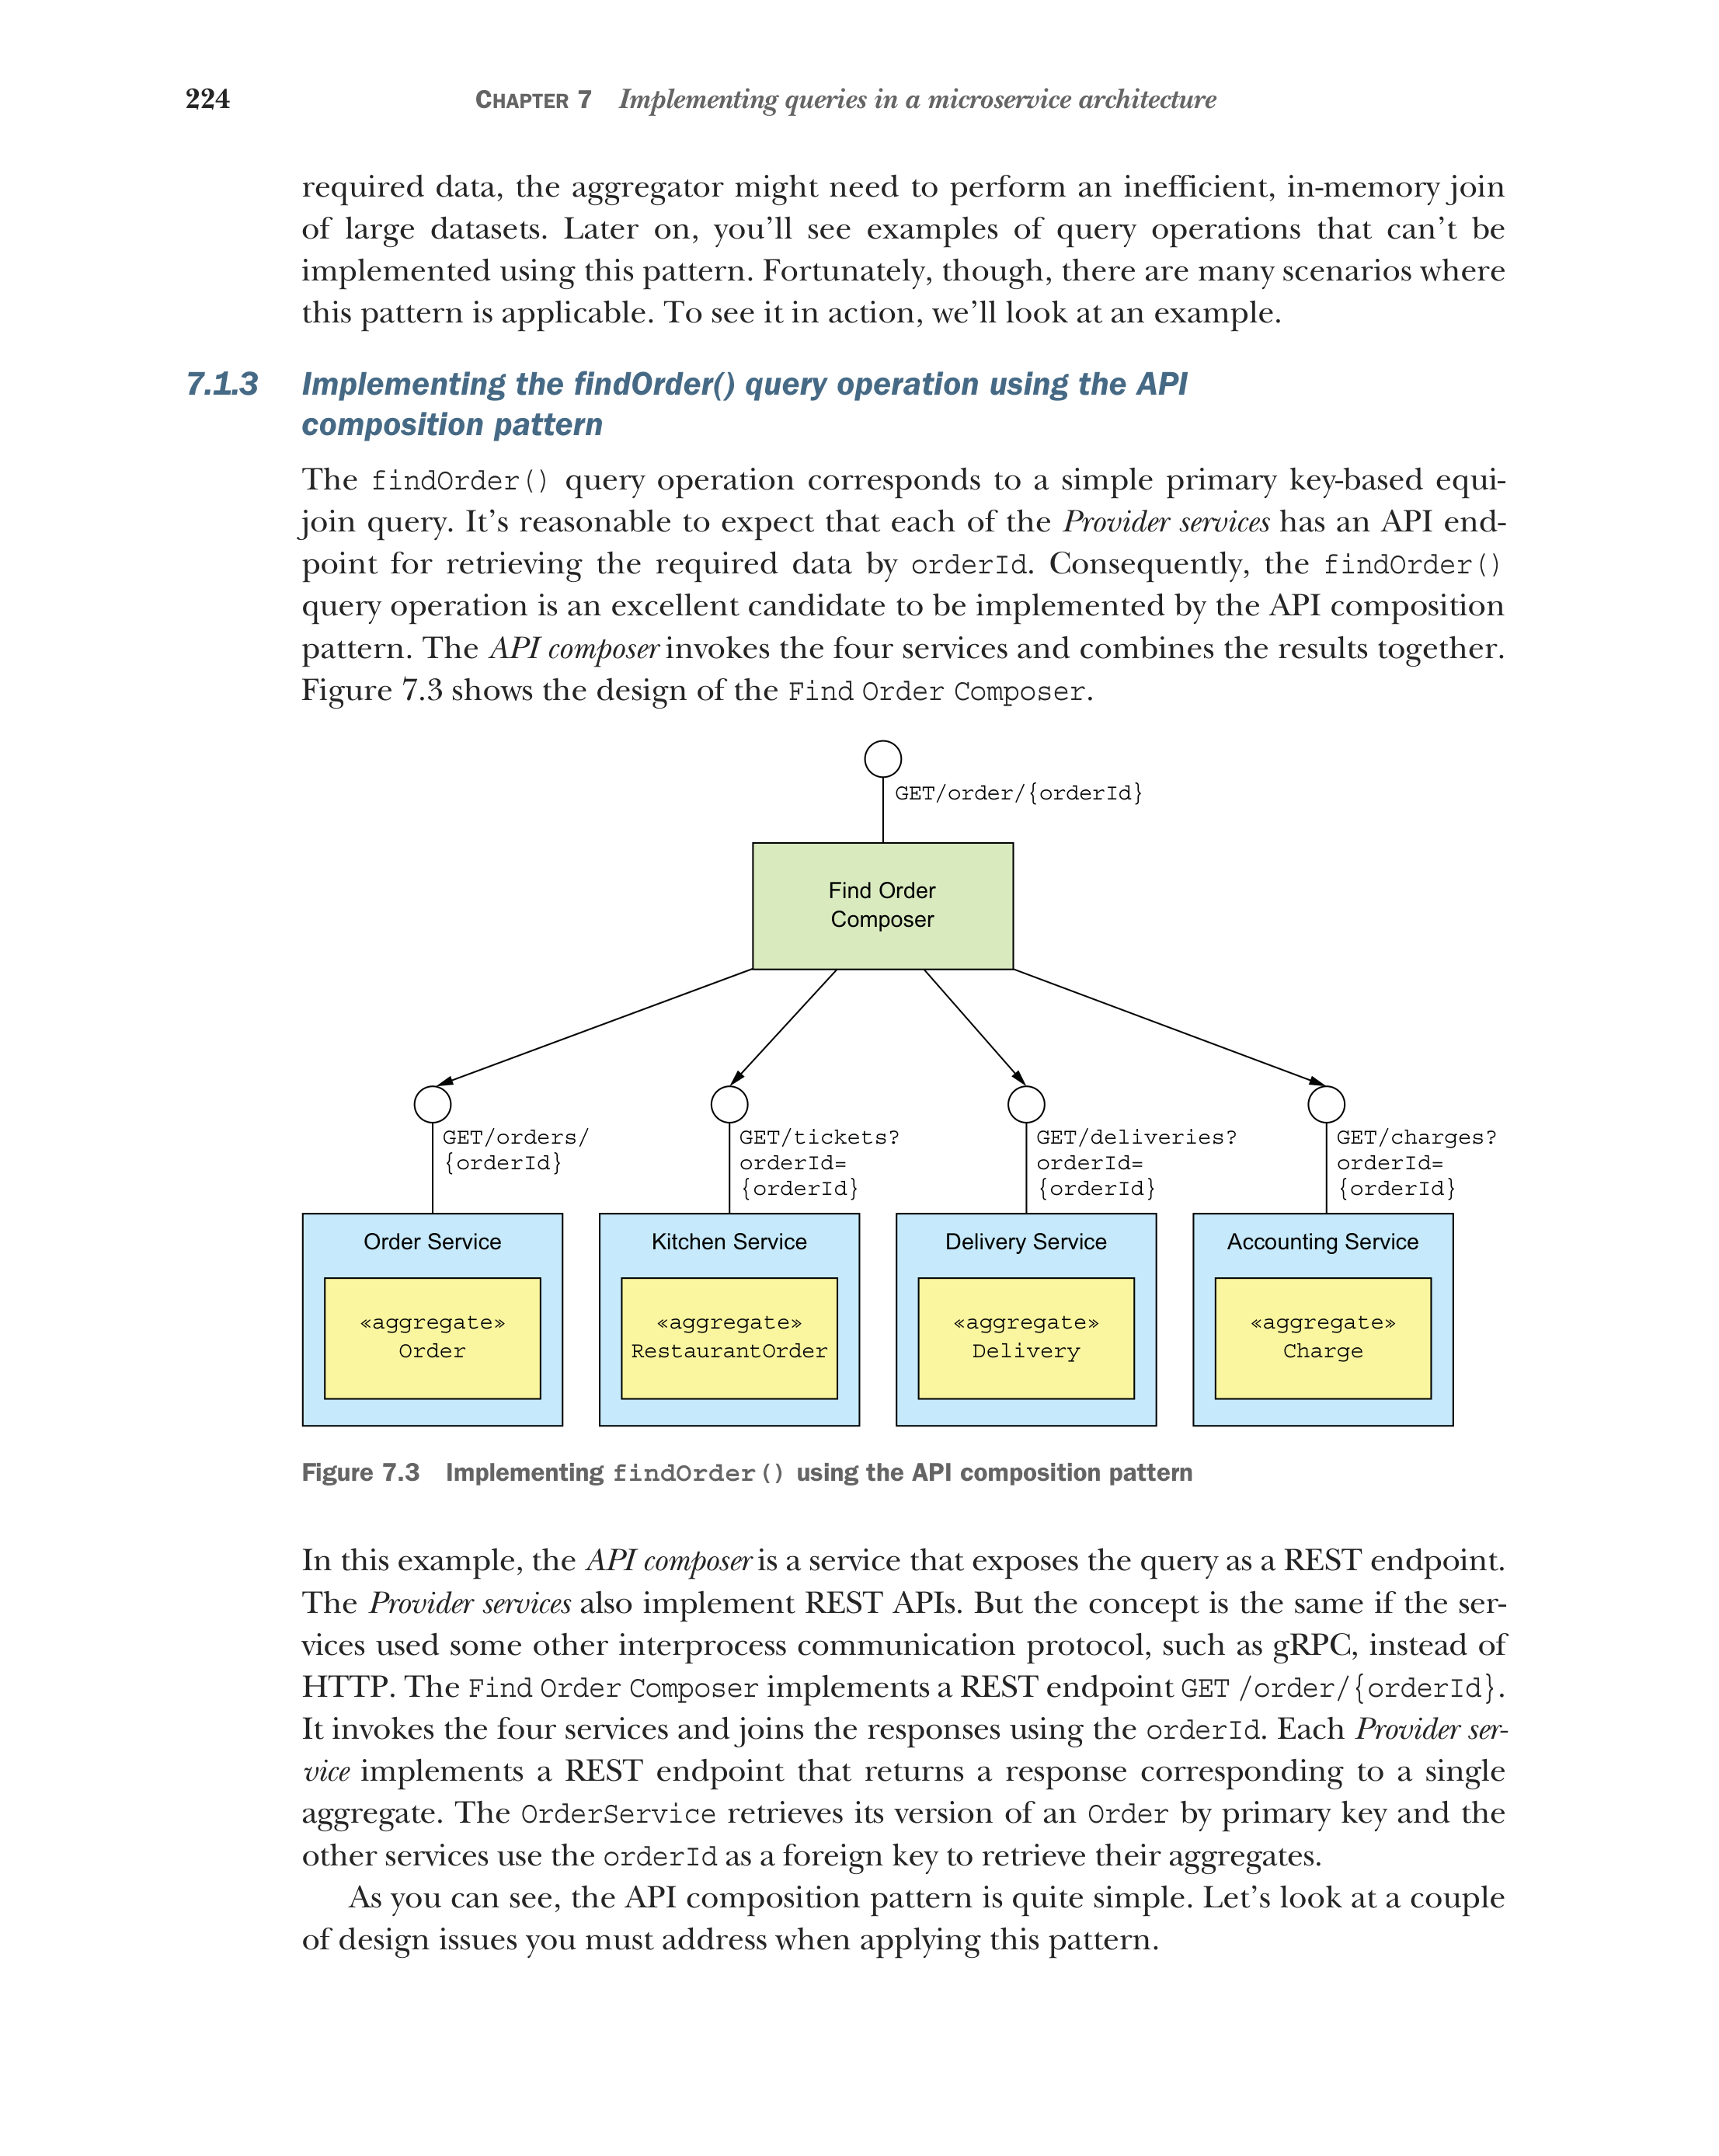 224 CHAPTER 7 Implementing queries in a microservice architecture
required data, the aggregator might need to perform an inefficient, in-memory join
of large datasets. Later on, you’ll see examples of query operations that can’t be
implemented using this pattern. Fortunately, though, there are many scenarios where
this pattern is applicable. To see it in action, we’ll look at an example.
7.1.3 Implementing the findOrder() query operation using the API
composition pattern
The findOrder() query operation corresponds to a simple primary key-based equi-
join query. It’s reasonable to expect that each of the Provider services has an API end-
point for retrieving the required data by orderId. Consequently, the findOrder()
query operation is an excellent candidate to be implemented by the API composition
pattern. The API composer invokes the four services and combines the results together.
Figure 7.3 shows the design of the Find Order Composer.
GET/order/{orderId}
Find Order
Composer
GET/orders/
{orderId}
GET/tickets?
orderId=
{orderId}
GET/deliveries?
orderId=
{orderId}
GET/charges?
orderId=
{orderId}
Order Service
«aggregate»
Order
Kitchen Service
«aggregate»
RestaurantOrder
Delivery Service
«aggregate»
Delivery
Accounting Service
«aggregate»
Charge
Figure 7.3 Implementing findOrder() using the API composition pattern
In this example, the API composer is a service that exposes the query as a REST endpoint.
The Provider services also implement REST APIs. But the concept is the same if the ser-
vices used some other interprocess communication protocol, such as gRPC, instead of
HTTP. The Find Order Composer implements a REST endpoint GET /order/{orderId}.
It invokes the four services and joins the responses using the orderId. Each Provider ser-
vice implements a REST endpoint that returns a response corresponding to a single
aggregate. The OrderService retrieves its version of an Order by primary key and the
other services use the orderId as a foreign key to retrieve their aggregates.
As you can see, the API composition pattern is quite simple. Let’s look at a couple
of design issues you must address when applying this pattern.